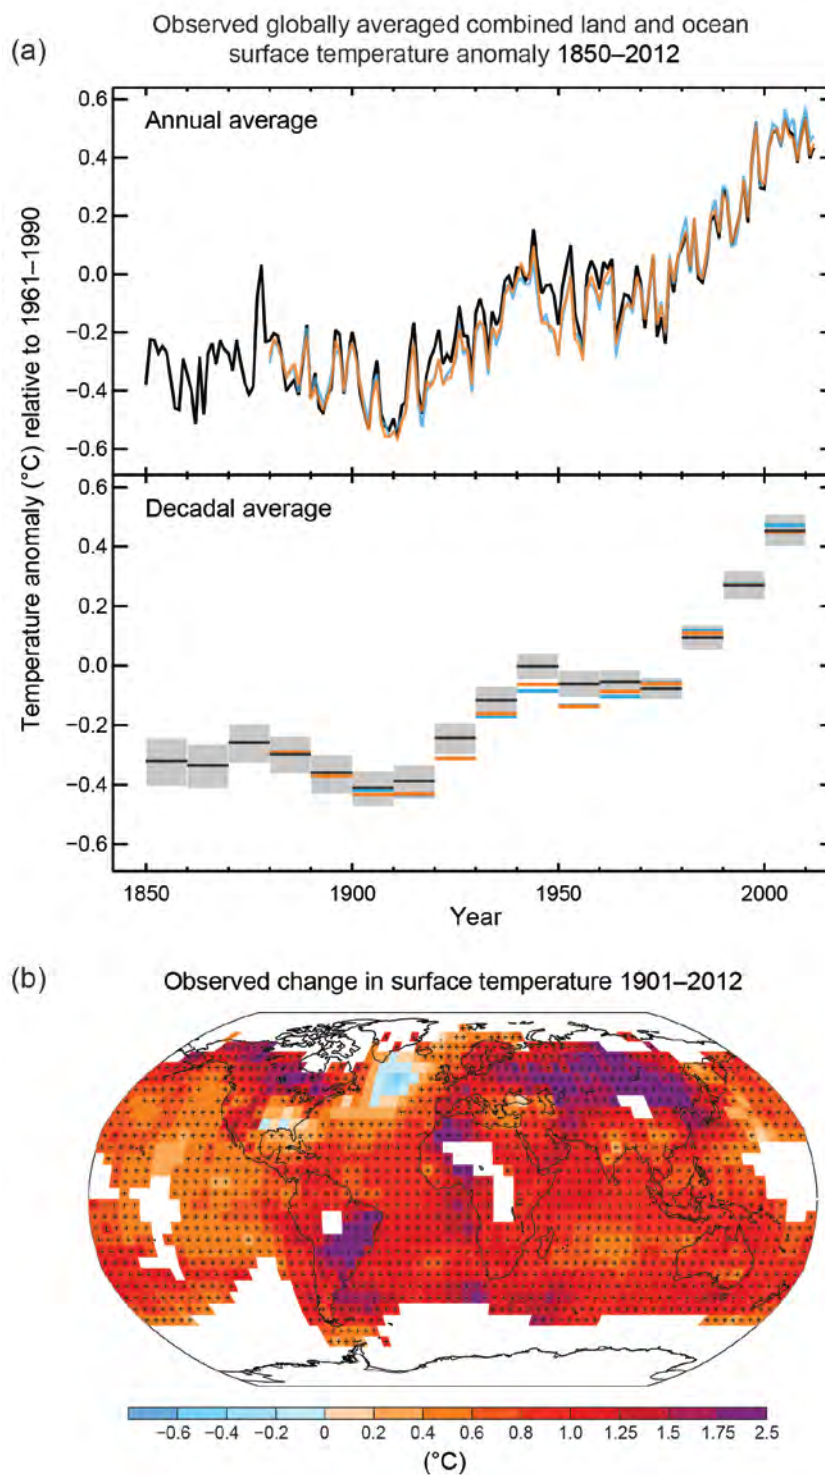 Observed globally averaged combined land and ocean
(a) surface temperature anomaly 1850–2012
Temperature anomaly (°C) relative to 1961–1990
Annual average
0.6
0.4
0.2
0.0
−0.2
−0.4
−0.6
Decadal average
0.6
0.4
0.2
0.0
−0.2
−0.4
−0.6
1850 1900 1950 2000
Year
(b) Observed change in surface temperature 1901–2012
−0.6 −0.4 −0.2 0 0.2 0.4 0.6 0.8 1.0 1.5 1.75 2.5
(°C)